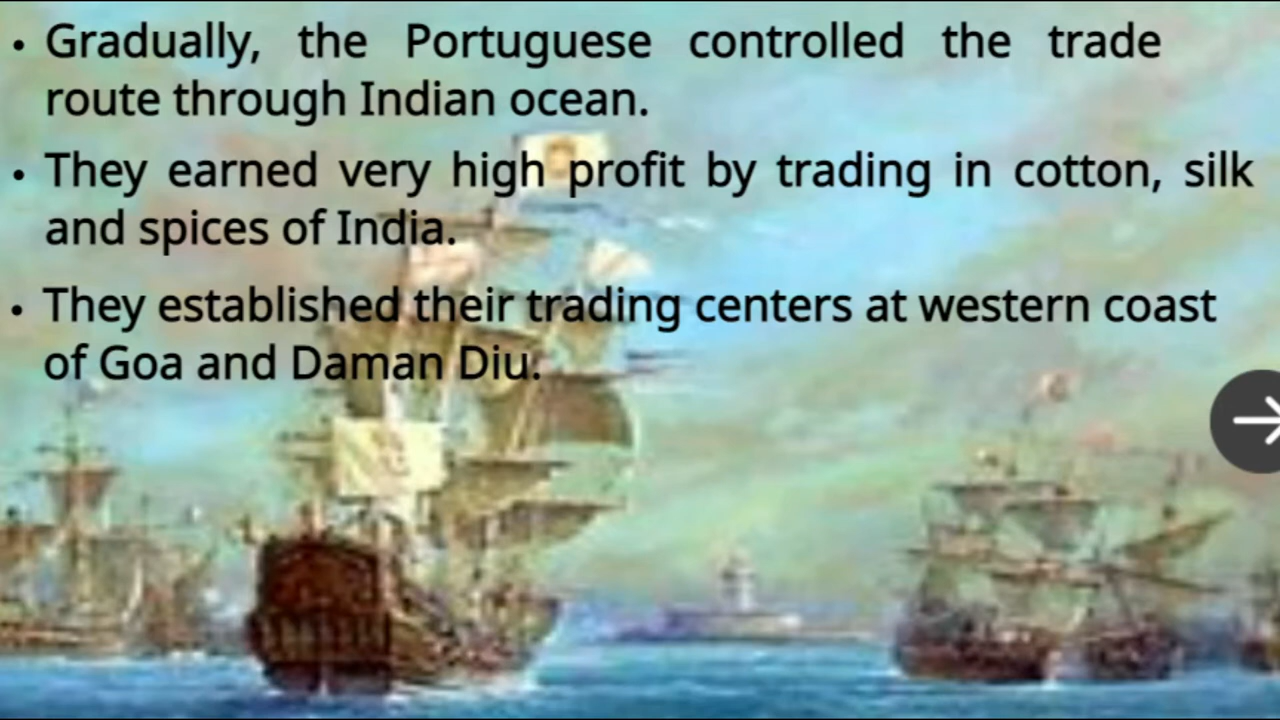 • Gradually, the Portuguese controlled the trade
route through Indian ocean.
• They earned very high profit by trading in cotton, silk
and spices of India.
• They established their trading centers at western coast
of Goa and Daman Diu.